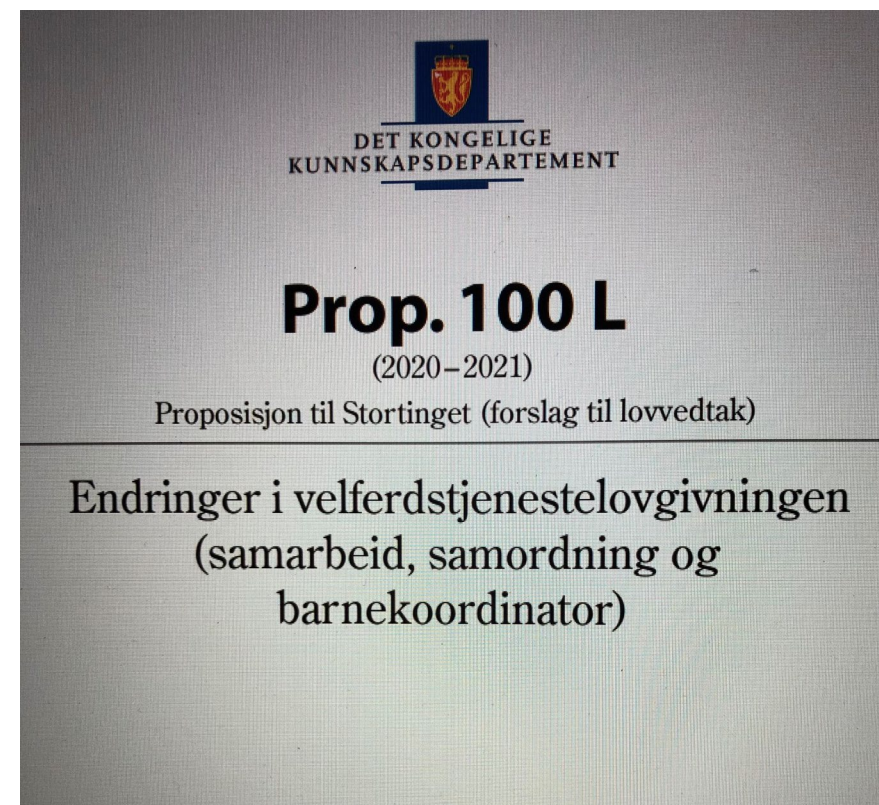 DET KONGELIGE
KUNNSKAPSDEPARTEMENT
Prop. 100 L
(2020–2021)
Proposisjon til Stortinget (forslag til lovvedtak)
Endringer i velferdstjenestelovgivningen
(samarbeid, samordning og
barnekoordinator)